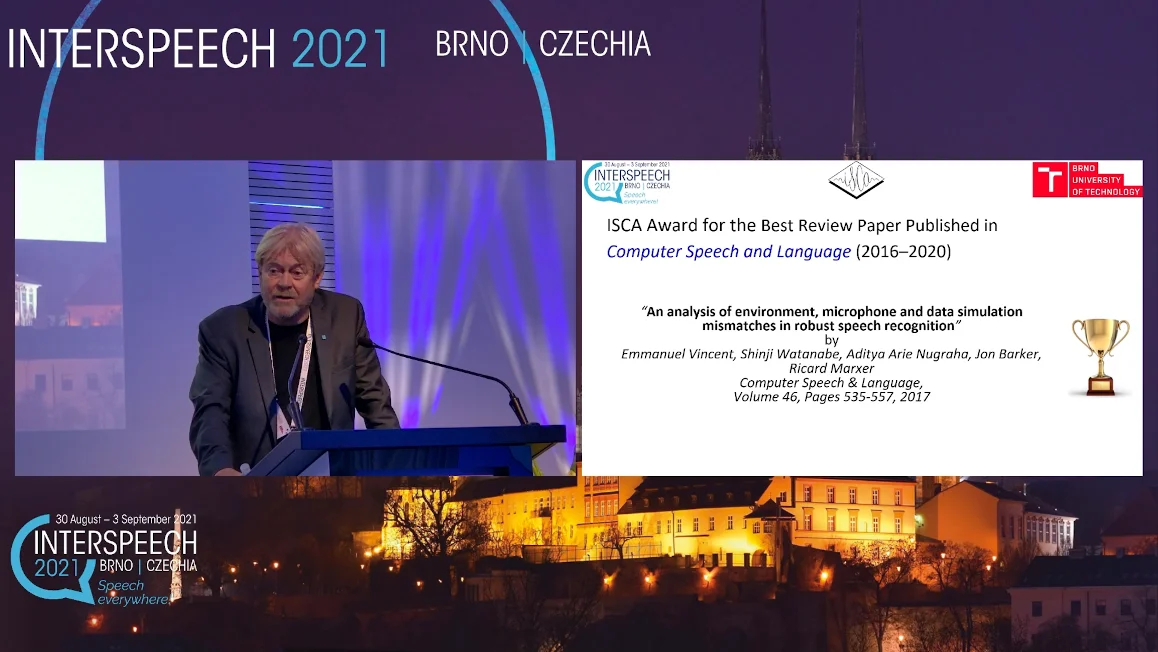 INTERSPEECH 2021 BRNO | CZECHIA
30 August – 3 September 2021
INTERSPEECH
2021 BRNO | CZECHIA
Speech
everywhere!
isca
BRNO
UNIVERSITY
OF TECHNOLOGY
ISCA Award for the Best Review Paper Published in
Computer Speech and Language (2016–2020)
“An analysis of environment, microphone and data simulation
mismatches in robust speech recognition”
by
Emmanuel Vincent, Shinji Watanabe, Aditya Arie Nugraha, Jon Barker,
Ricard Marxer
Computer Speech & Language,
Volume 46, Pages 535-557, 2017
30 August – 3 September 2021
INTERSPEECH
2021 BRNO | CZECHIA
Speech
everywhere!